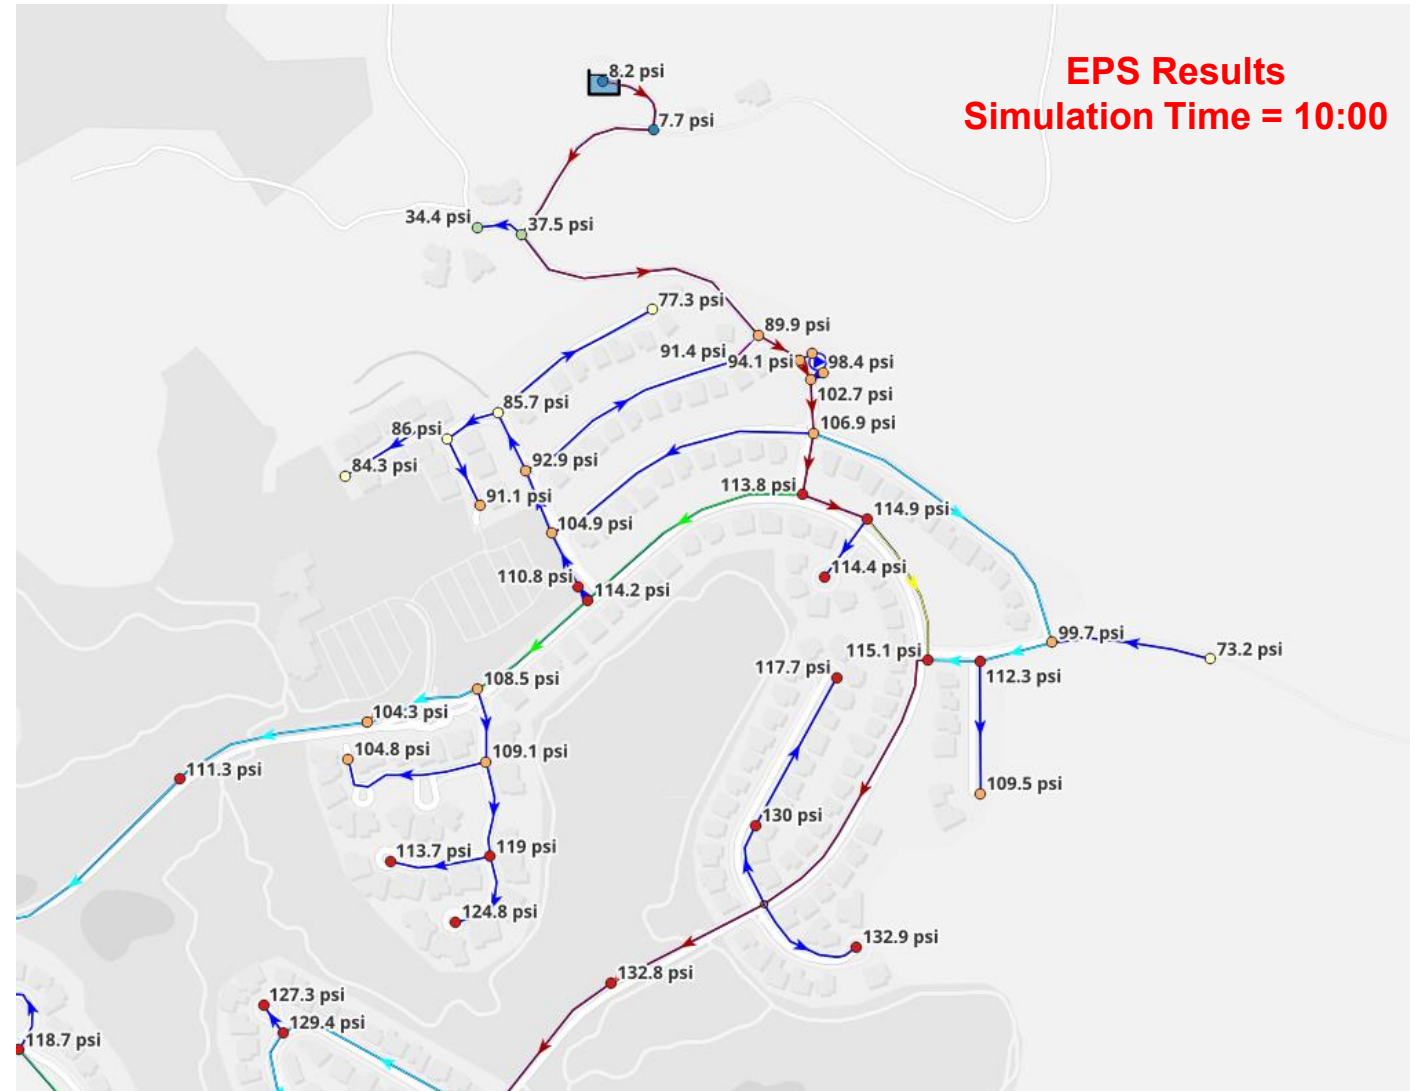 EPS Results
Simulation Time = 10:00
8.2 psi
7.7 psi
34.4 psi
37.5 psi
77.3 psi
89.9 psi
91.4 psi
94.1 psi
98.4 psi
102.7 psi
85.7 psi
106.9 psi
86 psi
84.3 psi
92.9 psi
91.1 psi
113.8 psi
114.9 psi
104.9 psi
114.4 psi
110.8 psi
114.2 psi
99.7 psi
73.2 psi
115.1 psi
117.7 psi
112.3 psi
108.5 psi
104.3 psi
104.8 psi
109.1 psi
111.3 psi
109.5 psi
130 psi
113.7 psi
119 psi
124.8 psi
132.9 psi
132.8 psi
127.3 psi
129.4 psi
118.7 psi